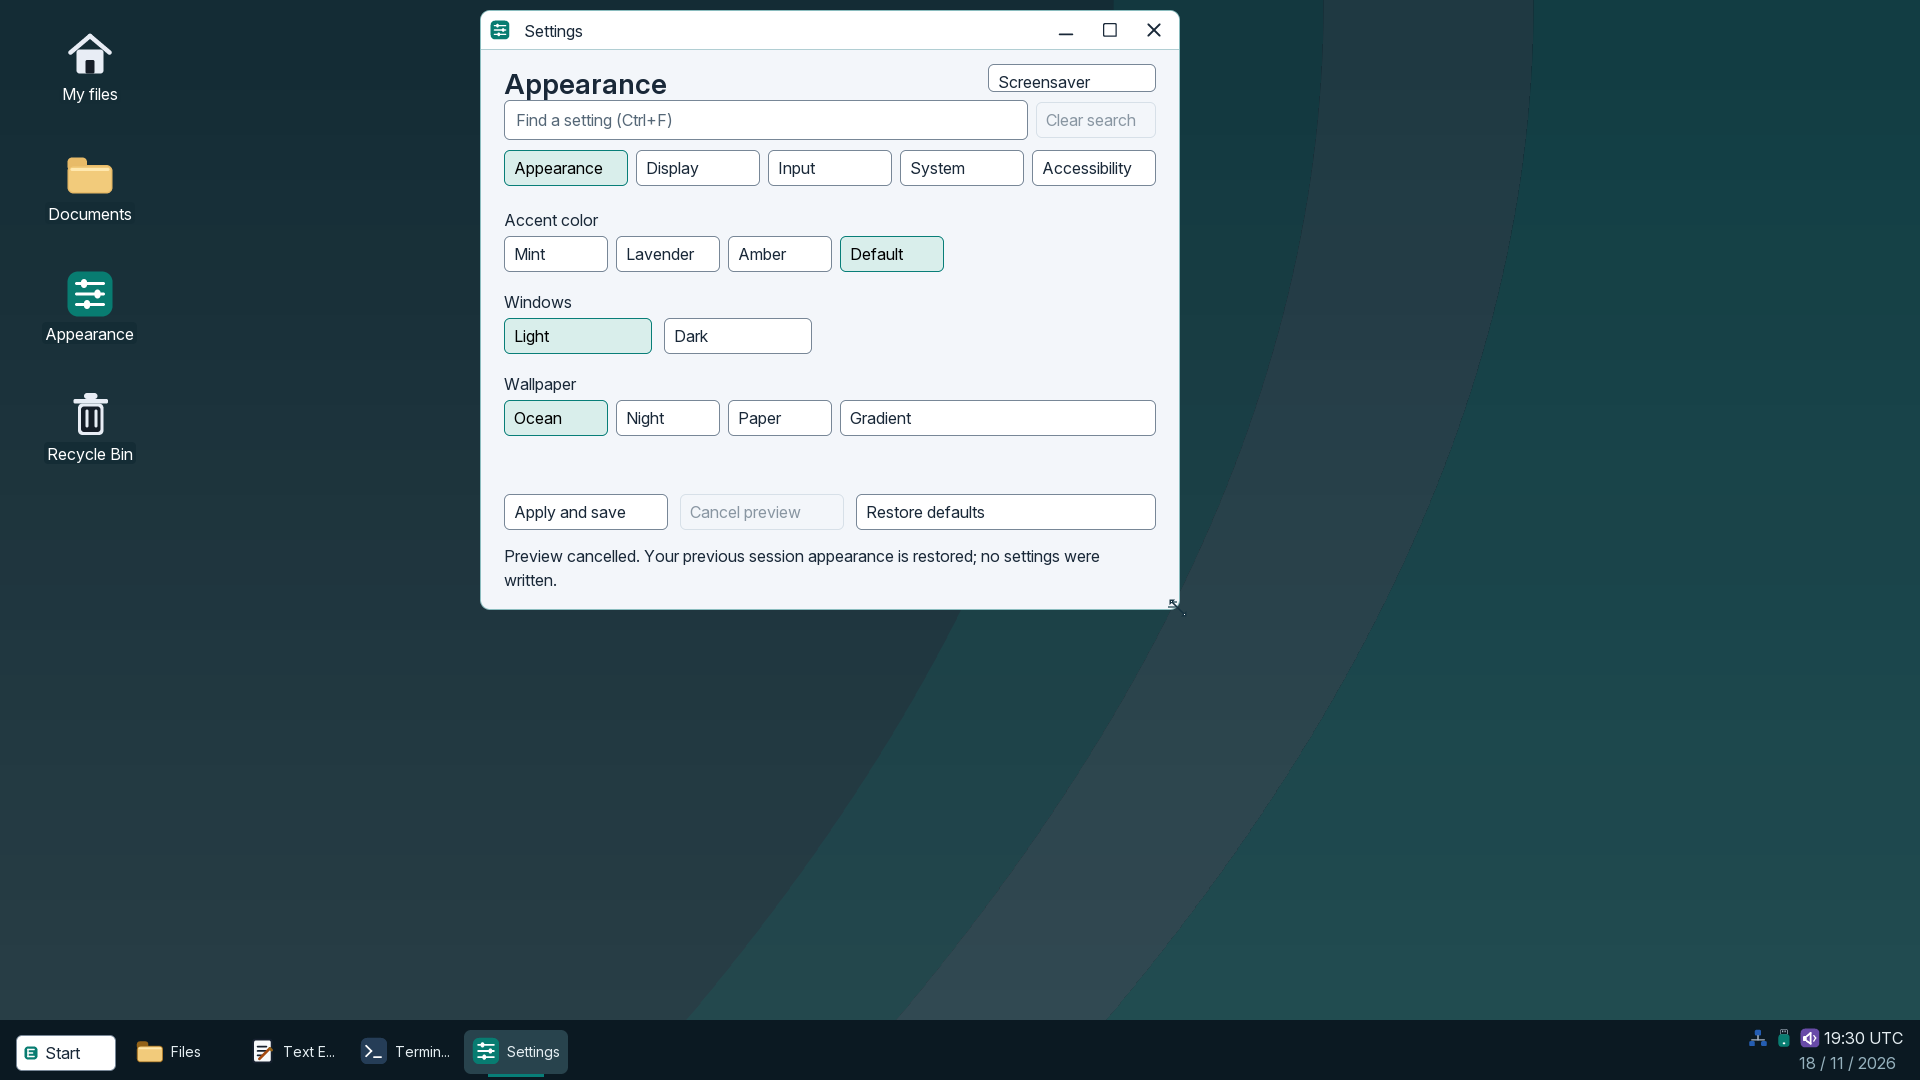 My files
Documents
Appearance
Recycle Bin
Settings
Appearance
Screensaver
Find a setting (Ctrl+F)
Clear search
Appearance
Display
Input
System
Accessibility
Accent color
Mint
Lavender
Amber
Default
Windows
Light
Dark
Wallpaper
Ocean
Night
Paper
Gradient
Apply and save
Cancel preview
Restore defaults
Preview cancelled. Your previous session appearance is restored; no settings were
written.
Start
Files
Text E...
Termin...
Settings
19:30 UTC
18 / 11 / 2026